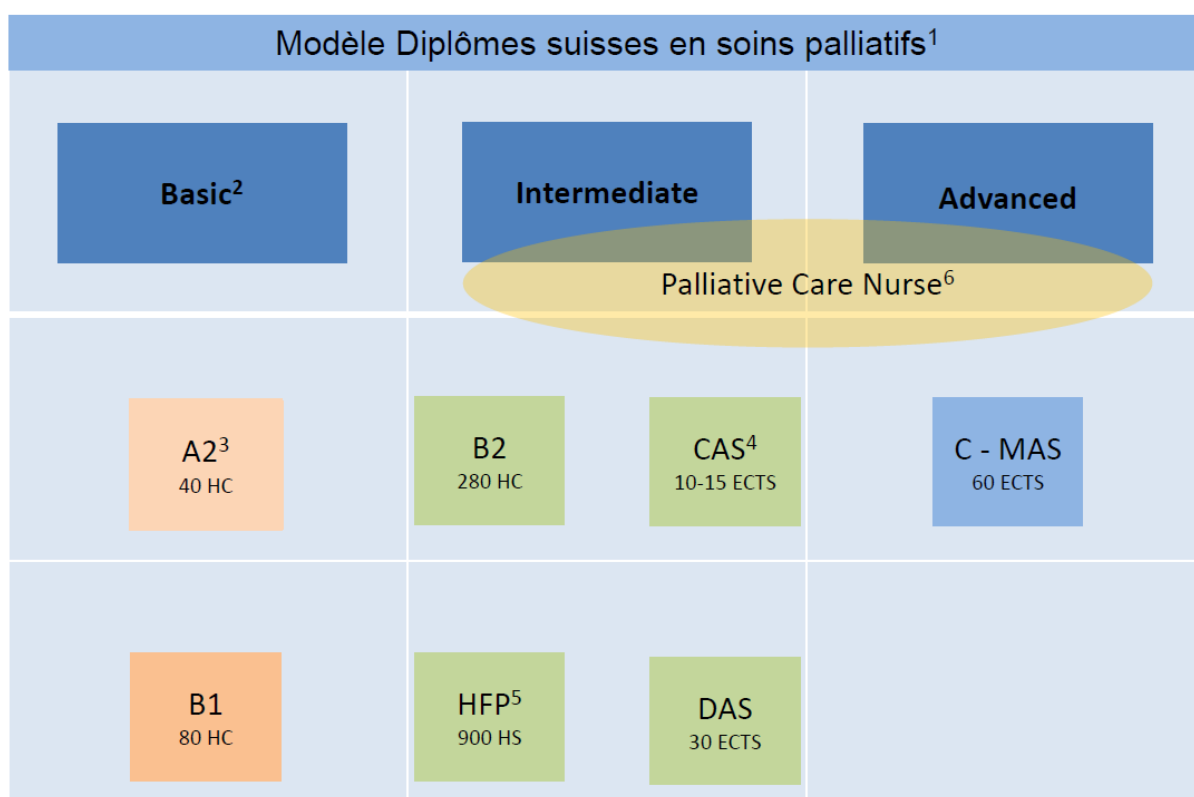 Modèle Diplômes suisses en soins palliatifs¹
Basic²
Intermediate
Advanced
Palliative Care Nurse⁶
A2³
40 HC
B2
280 HC
CAS⁴
10-15 ECTS
C - MAS
60 ECTS
B1
80 HC
HFP⁵
900 HS
DAS
30 ECTS